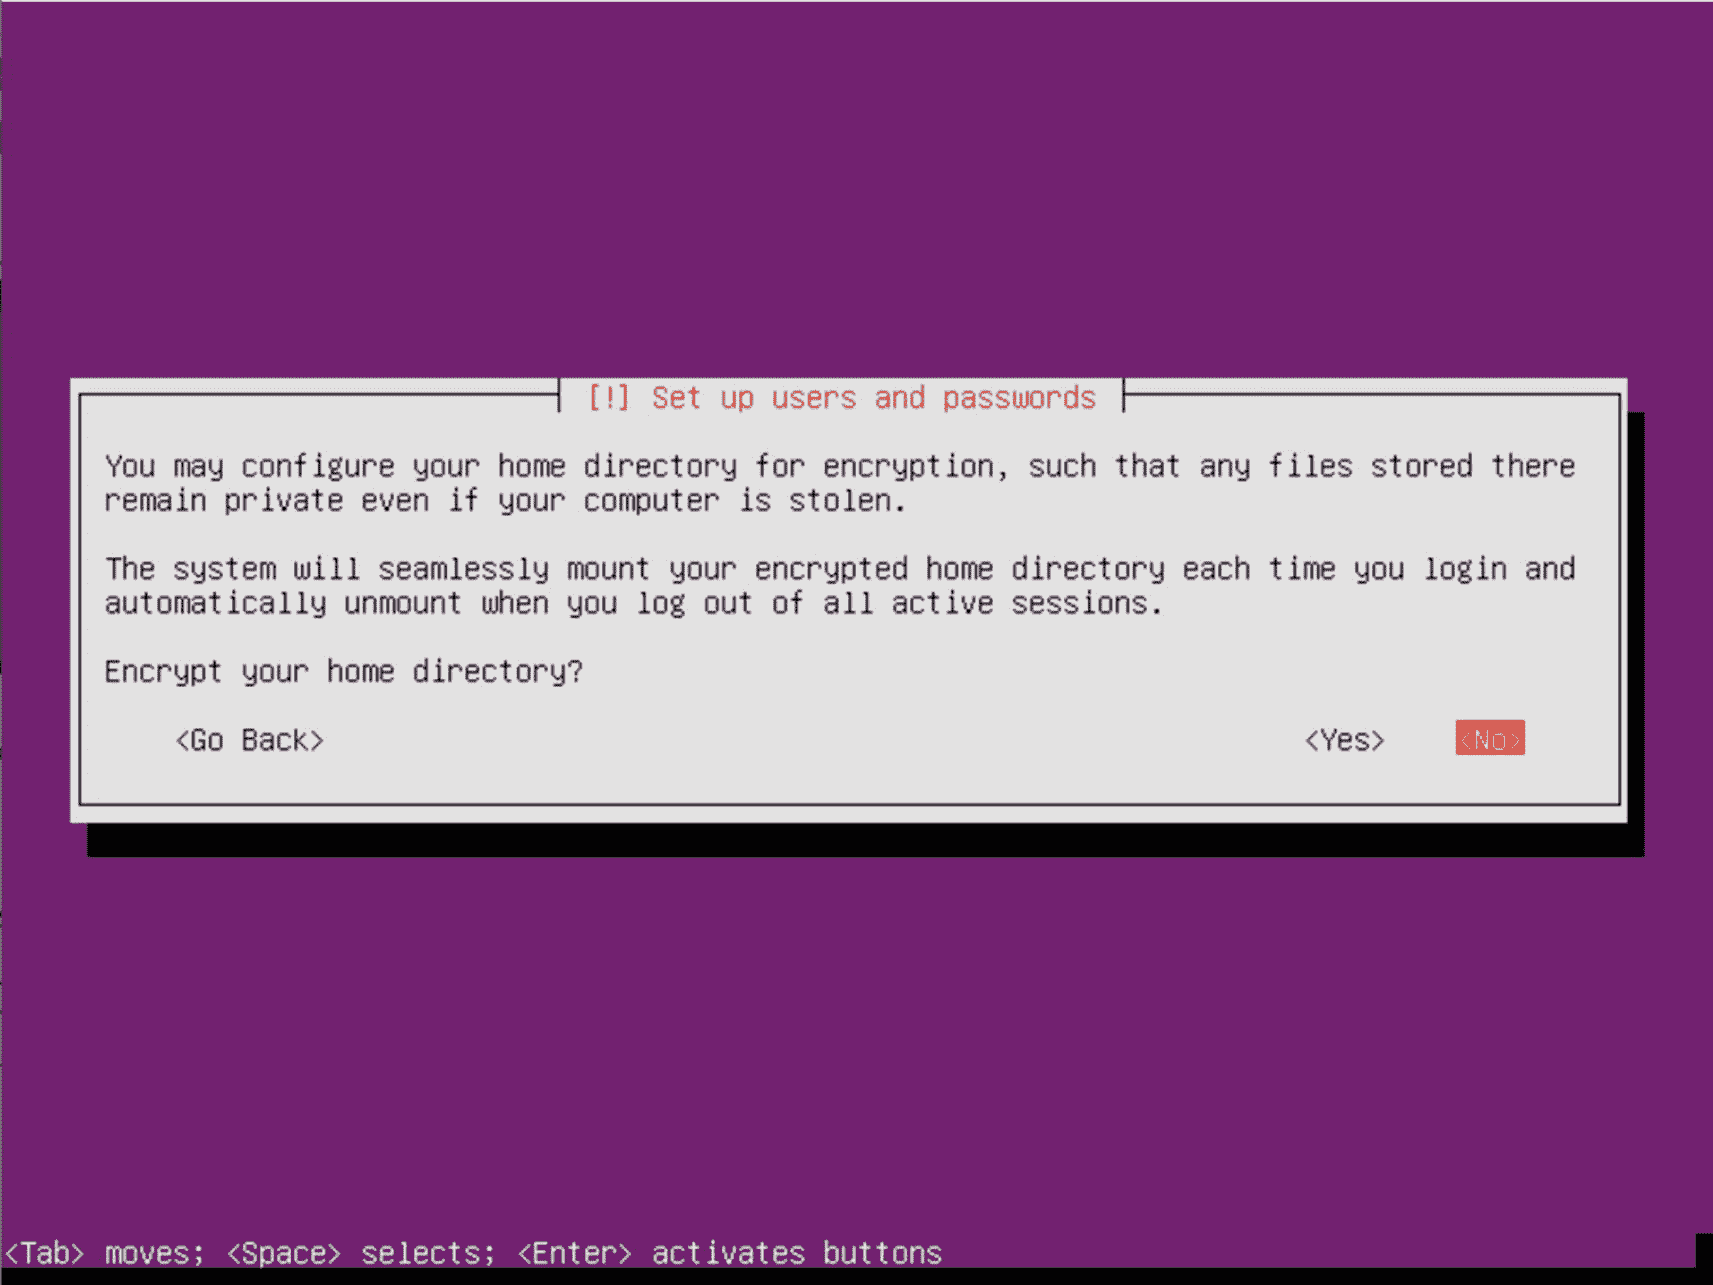 [!] Set up users and passwords
You may configure your home directory for encryption, such that any files stored there
remain private even if your computer is stolen.
The system will seamlessly mount your encrypted home directory each time you login and
automatically unmount when you log out of all active sessions.
Encrypt your home directory?
<Go Back> <Yes> <No>
<Tab> moves; <Space> selects; <Enter> activates buttons